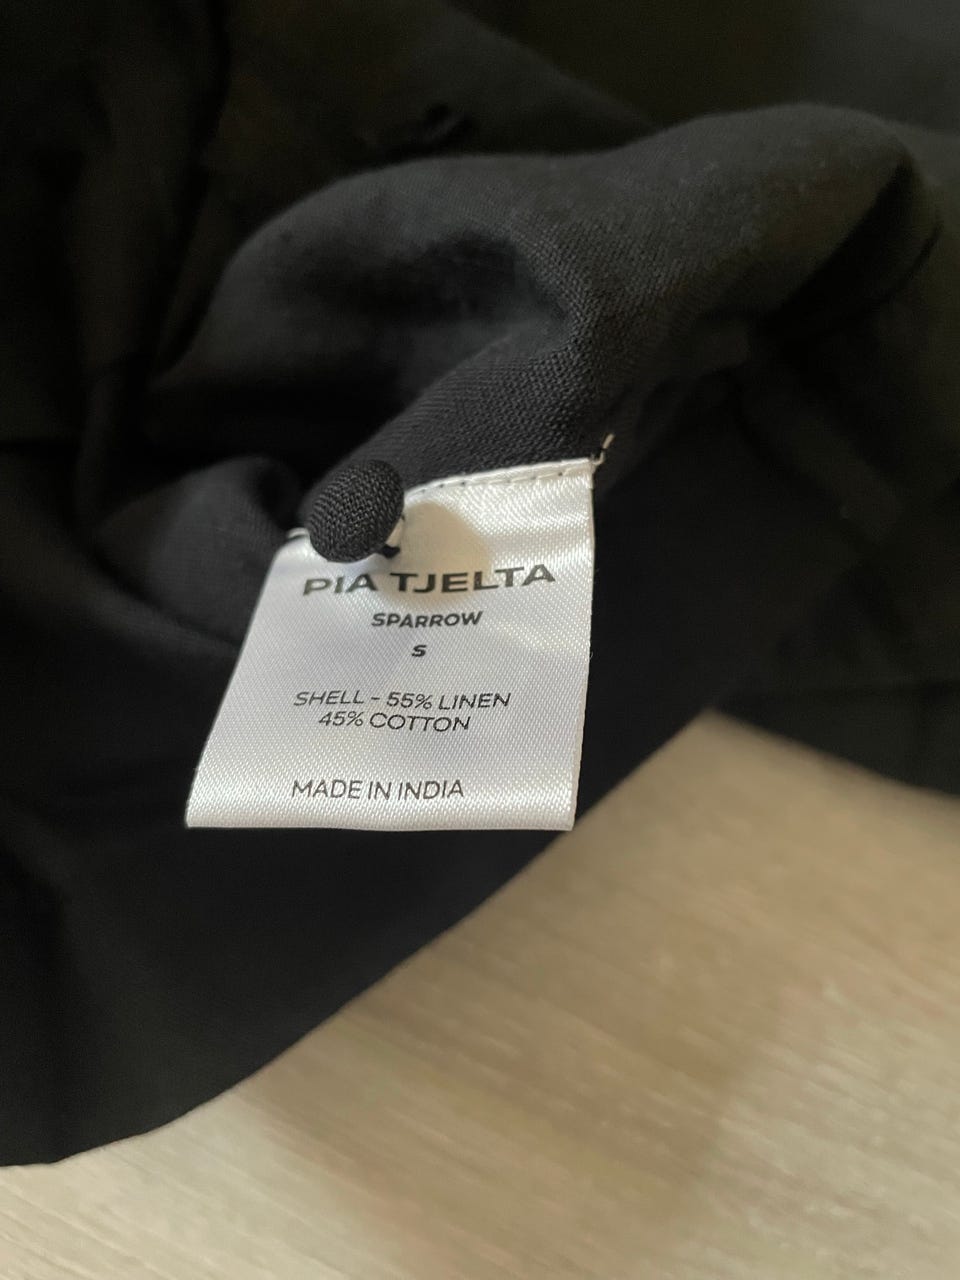 PIA TJELTA
SPARROW
S
SHELL - 55% LINEN
45% COTTON
MADE IN INDIA